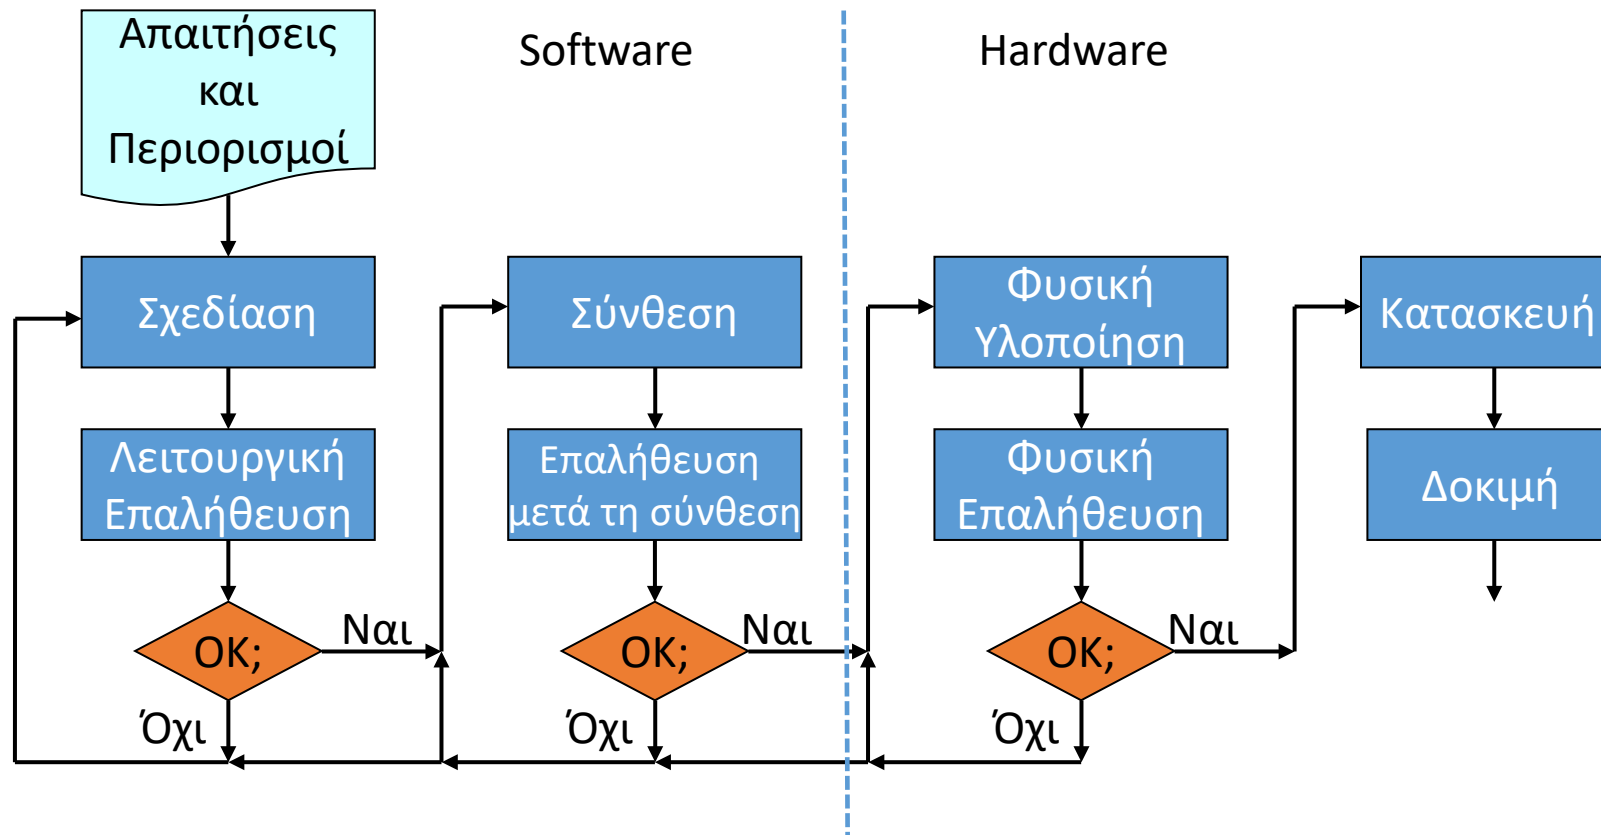 Απαιτήσεις
και
Περιορισμοί
Software
Hardware
Σχεδίαση
Σύνθεση
Φυσική
Υλοποίηση
Κατασκευή
Λειτουργική
Επαλήθευση
Επαλήθευση
μετά τη σύνθεση
Φυσική
Επαλήθευση
Δοκιμή
OK;
Ναι
OK;
Ναι
OK;
Ναι
Όχι
Όχι
Όχι